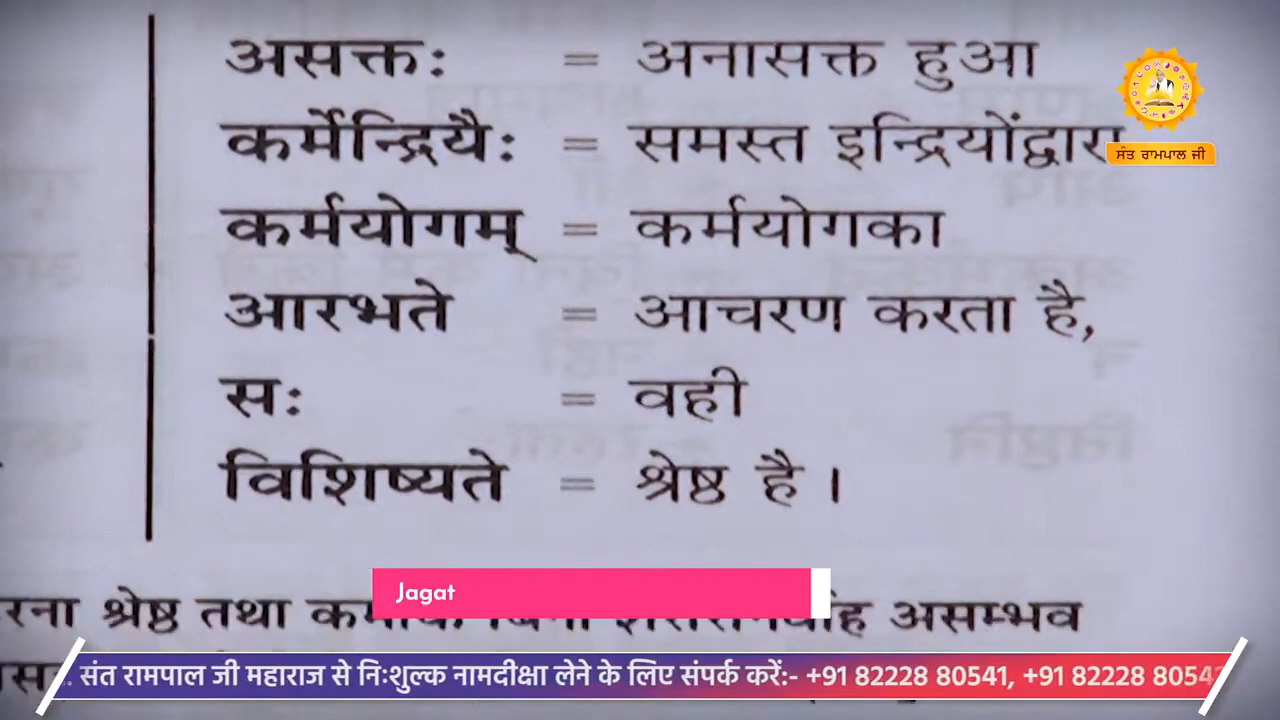 असक्तः = अनासक्त हुआ
कर्मेन्द्रियैः = समस्त इन्द्रियोंद्वारा
ਸੰਤ ਰਾਮਪਾਲ ਜੀ
कर्मयोगम् = कर्मयोगका
आरभते = आचरण करता है,
सः = वही
विशिष्यते = श्रेष्ठ है ।
Jagat
श्रेष्ठ तथा असम्भव
संत रामपाल जी महाराज से निःशुल्क नामदीक्षा लेने के लिए संपर्क करें:- +91 82228 80541, +91 82228 8054